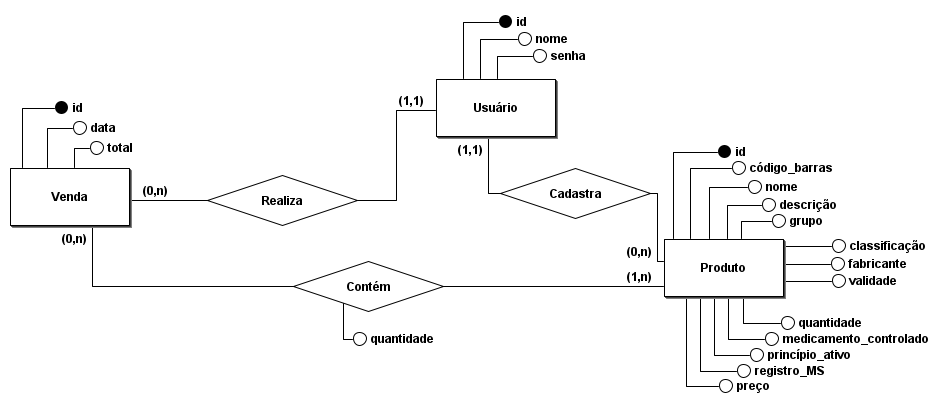 id
nome
senha
Usuário
(1,1)
(1,1)
id
data
total
Venda
(0,n)
(0,n)
Realiza
Cadastra
Contém
quantidade
(0,n)
(1,n)
id
código_barras
nome
descrição
grupo
Produto
classificação
fabricante
validade
quantidade
medicamento_controlado
princípio_ativo
registro_MS
preço